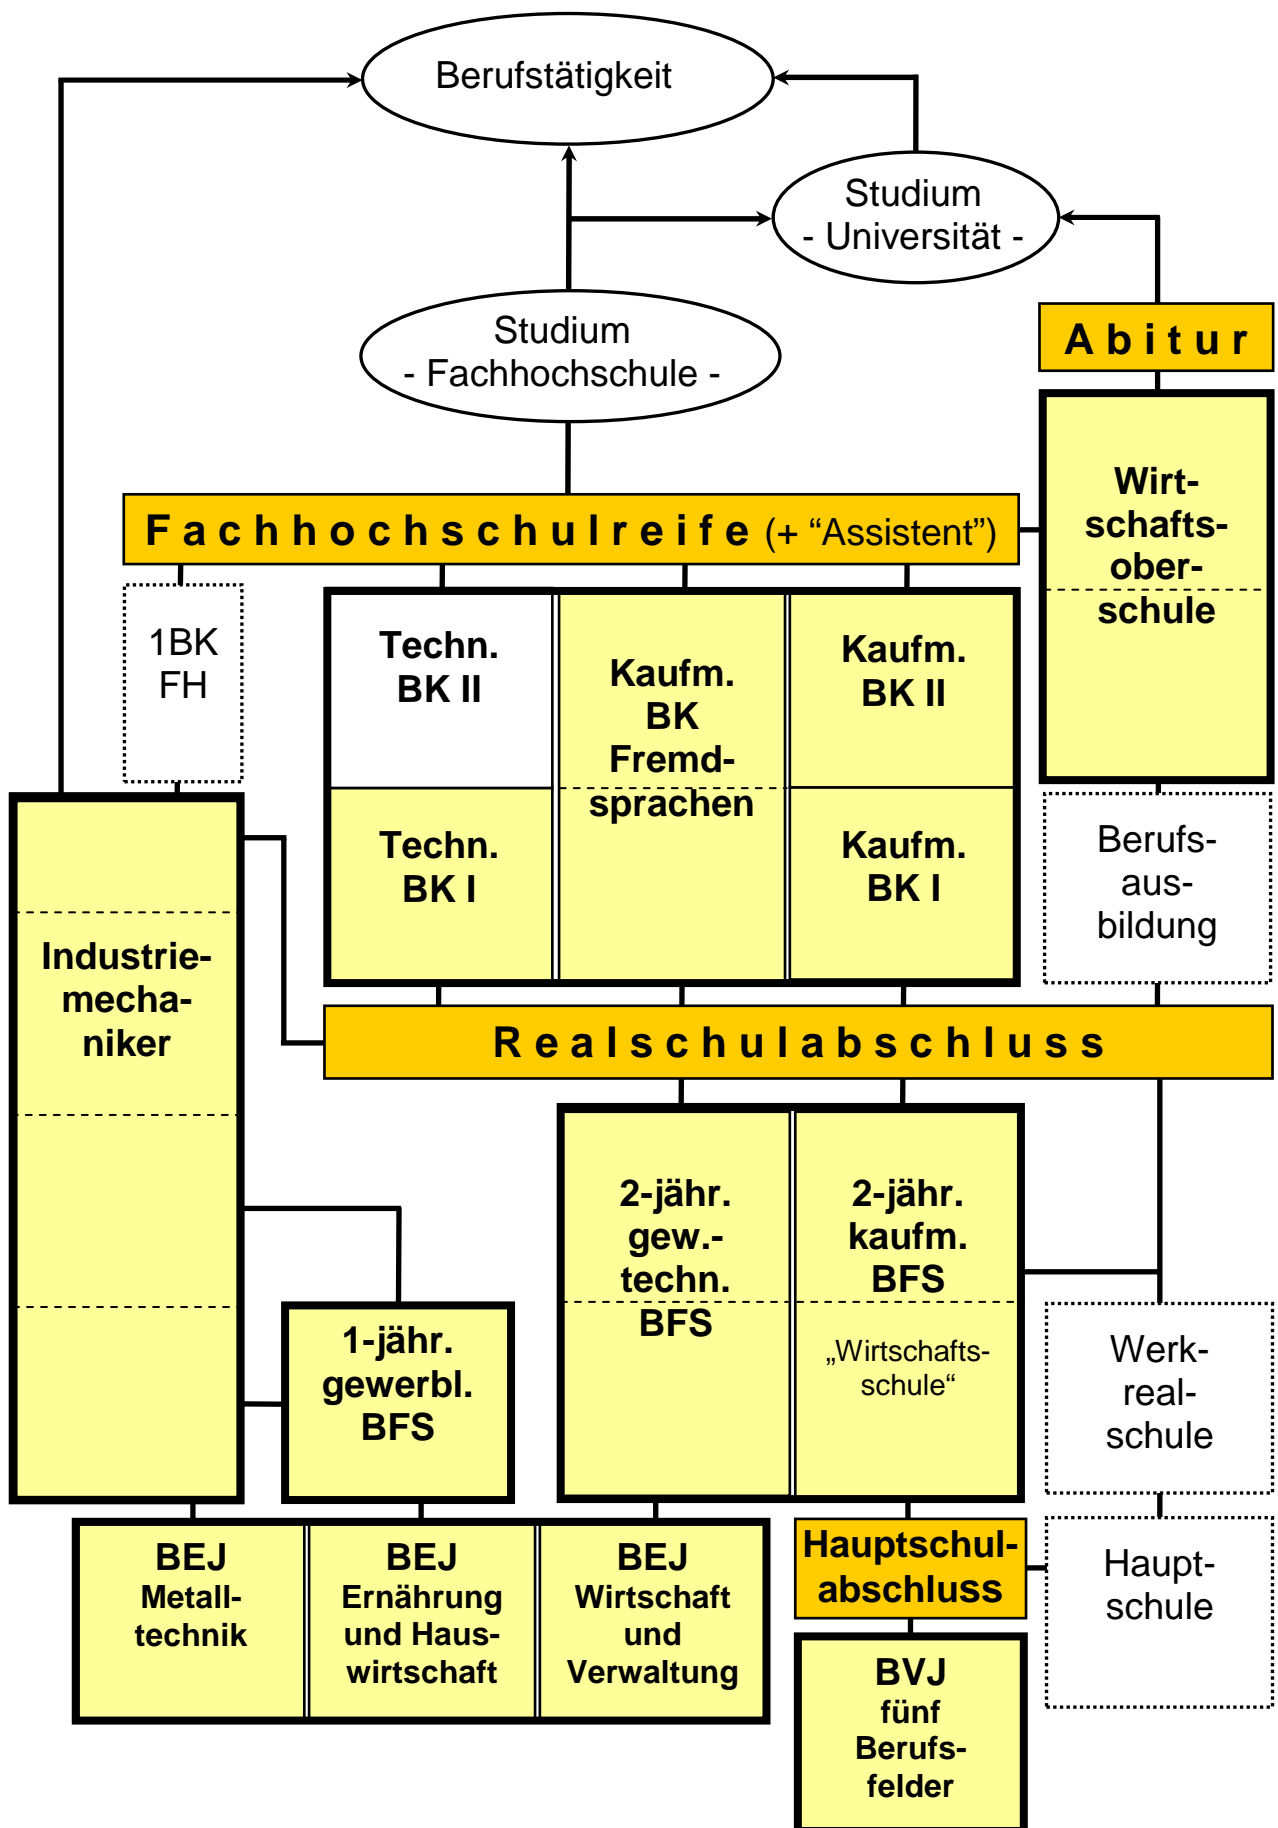 Berufstätigkeit
Studium
- Universität -
Studium
- Fachhochschule -
A b i t u r
Wirt-
schafts-
ober-
schule
F a c h h o c h s c h u l r e i f e (+ “Assistent”)
1BK
FH
Techn.
BK II
Kaufm.
BK
Fremd-
sprachen
Kaufm.
BK II
Techn.
BK I
Kaufm.
BK I
Berufs-
aus-
bildung
Industrie-
mecha-
niker
R e a l s c h u l a b s c h l u s s
2-jähr.
gew.-
techn.
BFS
2-jähr.
kaufm.
BFS
„Wirtschafts-
schule“
1-jähr.
gewerbl.
BFS
Werk-
real-
schule
BEJ
Metall-
technik
BEJ
Ernährung
und Haus-
wirtschaft
BEJ
Wirtschaft
und
Verwaltung
Hauptschul-
abschluss
Haupt-
schule
BVJ
fünf
Berufs-
felder